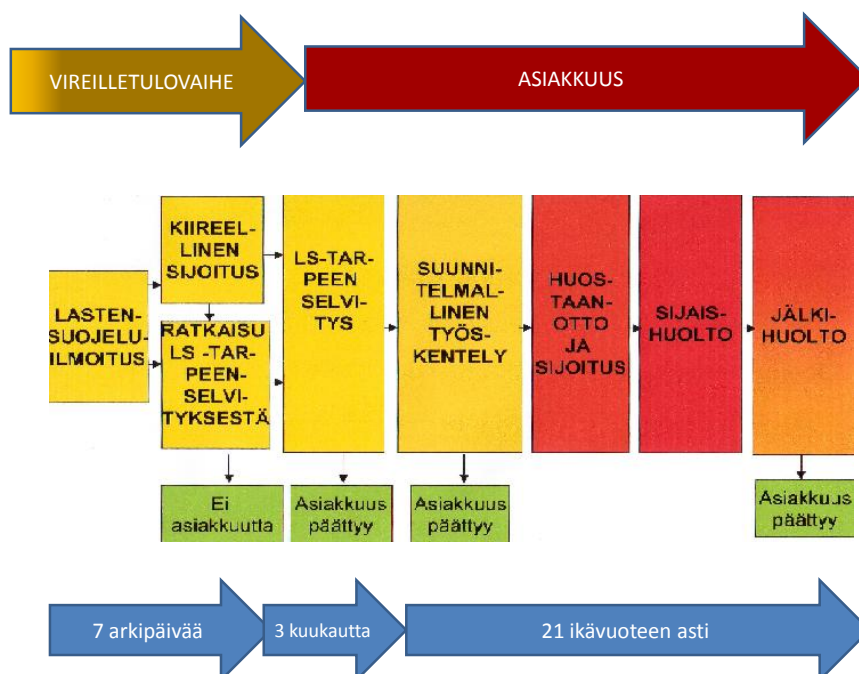 VIREILLETULOVAIHE
ASIAKKUUS
LASTEN-
SUOJELU-
ILMOITUS
KIIREEL-
LINEN
SIJOITUS
RATKAISU
LS -TAR-
PEEN-
SELVI-
TYKSESTÄ
LS-TAR-
PEEN
SELVI-
TYS
SUUNNI-
TELMAL-
LINEN
TYÖS-
KENTELY
HUOS-
TAAN-
OTTO
JA
SIJOITUS
SIJAIS-
HUOLTO
JÄLKI-
HUOLTO
Ei
asiakkuutta
Asiakkuus
päättyy
Asiakkuus
päättyy
Asiakkuus
päättyy
7 arkipäivää
3 kuukautta
21 ikävuoteen asti